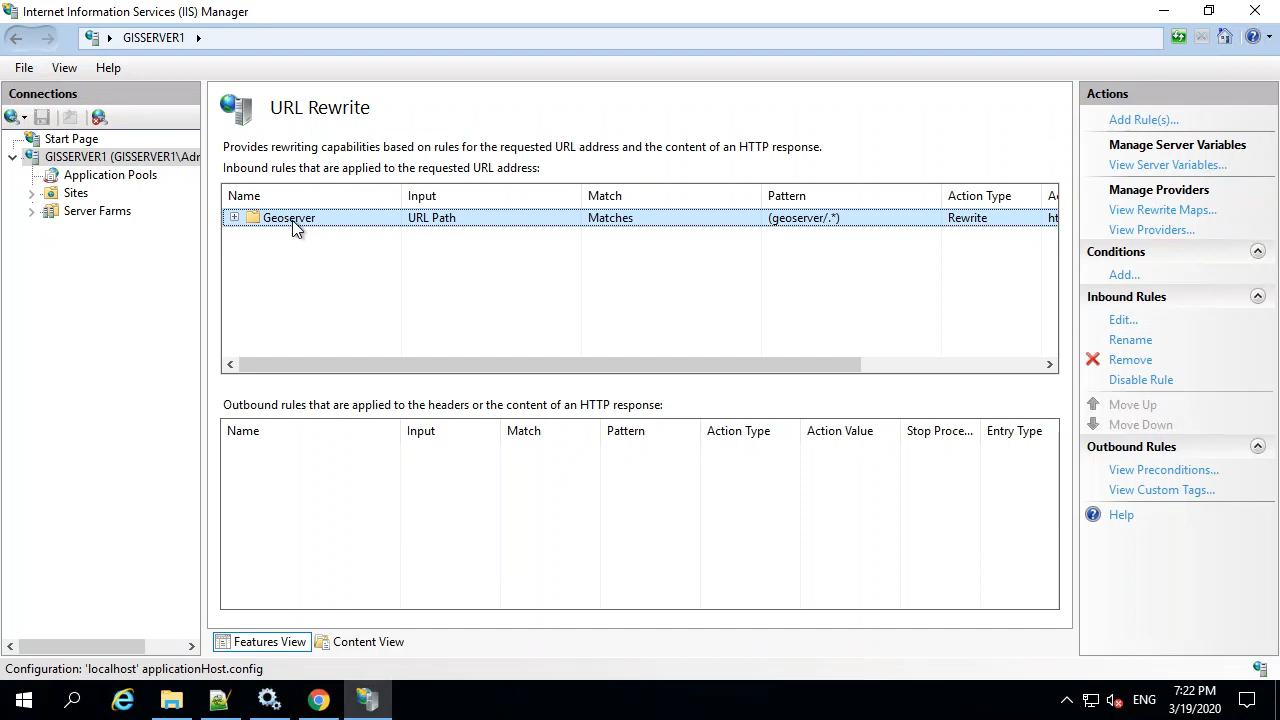 Internet Information Services (IIS) Manager
GISSERVER1
File View Help
Connections
Start Page
GISSERVER1 (GISSERVER1\Adr
Application Pools
Sites
Server Farms
URL Rewrite
Provides rewriting capabilities based on rules for the requested URL address and the content of an HTTP response.
Inbound rules that are applied to the requested URL address:
Name Input Match Pattern Action Type Ac
Geoserver URL Path Matches (geoserver/.*) Rewrite ht
Outbound rules that are applied to the headers or the content of an HTTP response:
Name Input Match Pattern Action Type Action Value Stop Proce... Entry Type
Features View Content View
Actions
Add Rule(s)...
Manage Server Variables
View Server Variables...
Manage Providers
View Rewrite Maps...
View Providers...
Conditions
Add...
Inbound Rules
Edit...
Rename
Remove
Disable Rule
Move Up
Move Down
Outbound Rules
View Preconditions...
View Custom Tags...
Help
Configuration: 'localhost' applicationHost.config
ENG
7:22 PM
3/19/2020